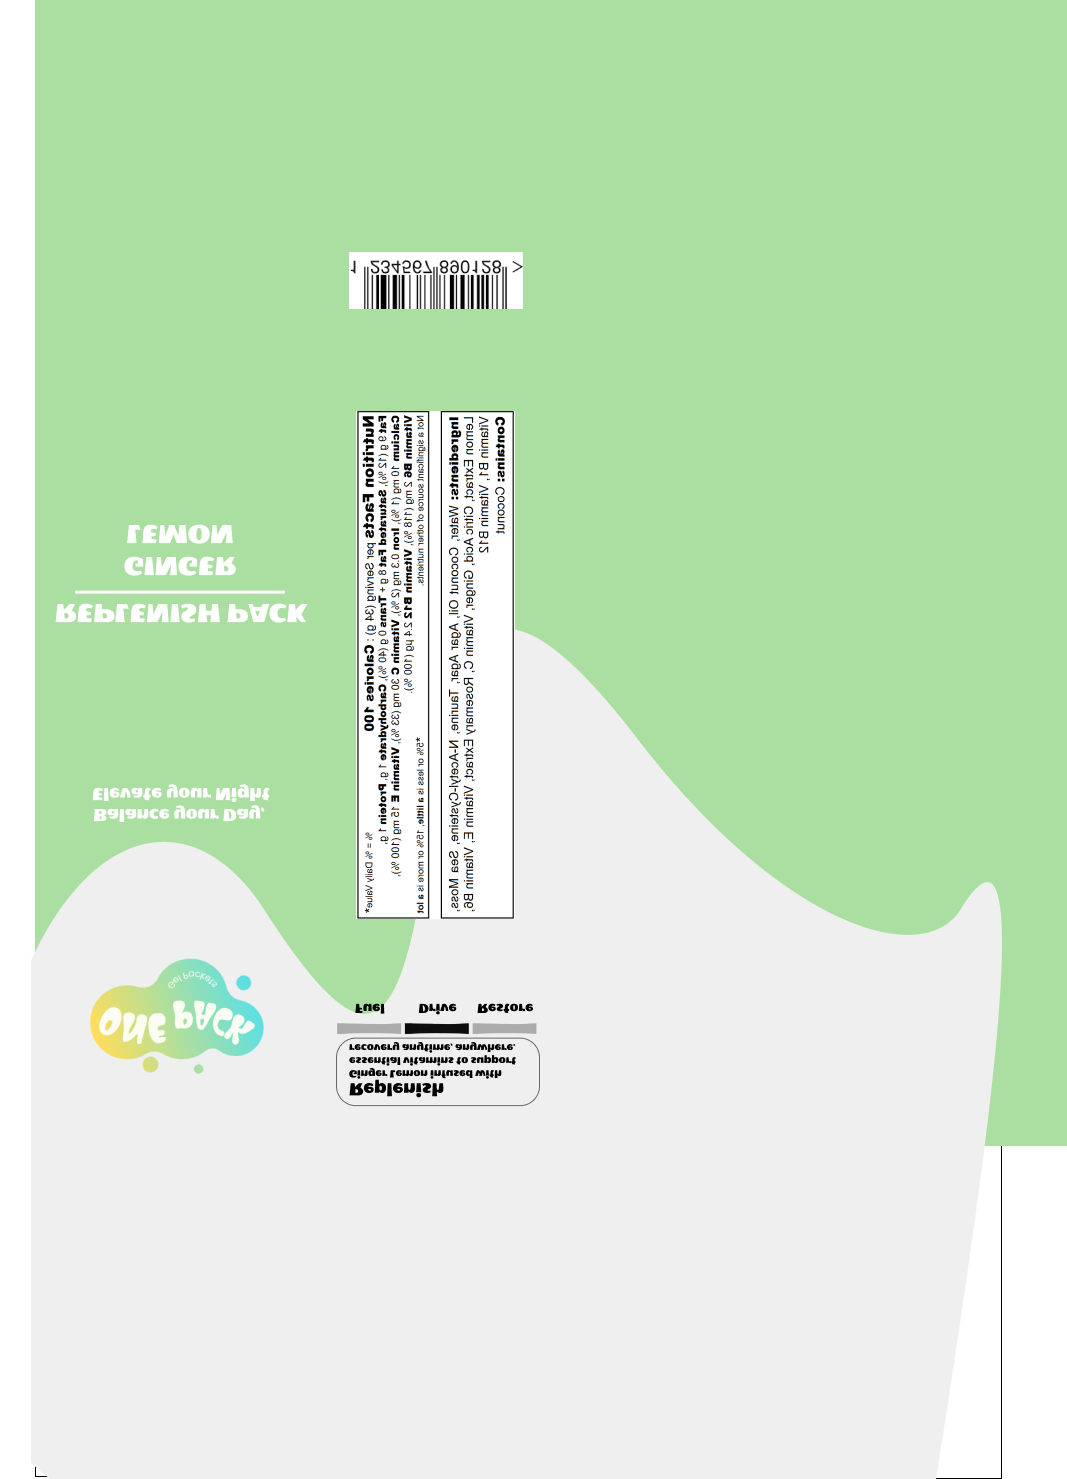 ONE PACK
Gel Packets
Balance your Day,
Elevate your Night
REPLENISH PACK
GINGER
LEMON
Replenish
Ginger Lemon infused with
essential vitamins to support
recovery anytime, anywhere.
Fuel Drive Restore
Nutrition Facts per Serving (34 g) : Calories 100 *% = % Daily Value
Fat 9 g (12 %), Saturated Fat 8 g + Trans 0 g (40 %), Carbohydrate 1 g, Protein 1 g,
Calcium 10 mg (1 %), Iron 0.3 mg (2 %), Vitamin C 30 mg (33 %), Vitamin E 15 mg (100 %),
Vitamin B6 2 mg (118 %), Vitamin B12 2.4 µg (100 %).
Not a significant source of other nutrients. *5% or less is a little, 15% or more is a lot
Ingredients: Water, Coconut Oil, Agar Agar, Taurine, N-Acetyl-Cysteine, Sea Moss,
Lemon Extract, Citric Acid, Ginger, Vitamin C, Rosemary Extract, Vitamin E, Vitamin B6,
Vitamin B1, Vitamin B12
Contains: Coconut
1 234567 890128 >